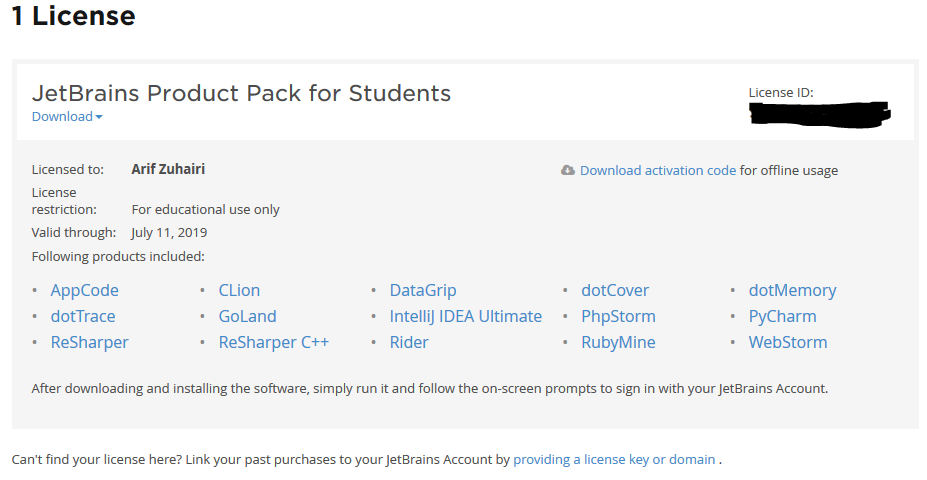 1 License
JetBrains Product Pack for Students
Download
License ID:
Licensed to: Arif Zuhairi
Download activation code for offline usage
License
restriction: For educational use only
Valid through: July 11, 2019
Following products included:
• AppCode • CLion • DataGrip • dotCover • dotMemory
• dotTrace • GoLand • IntelliJ IDEA Ultimate • PhpStorm • PyCharm
• ReSharper • ReSharper C++ • Rider • RubyMine • WebStorm
After downloading and installing the software, simply run it and follow the on-screen prompts to sign in with your JetBrains Account.
Can't find your license here? Link your past purchases to your JetBrains Account by providing a license key or domain .